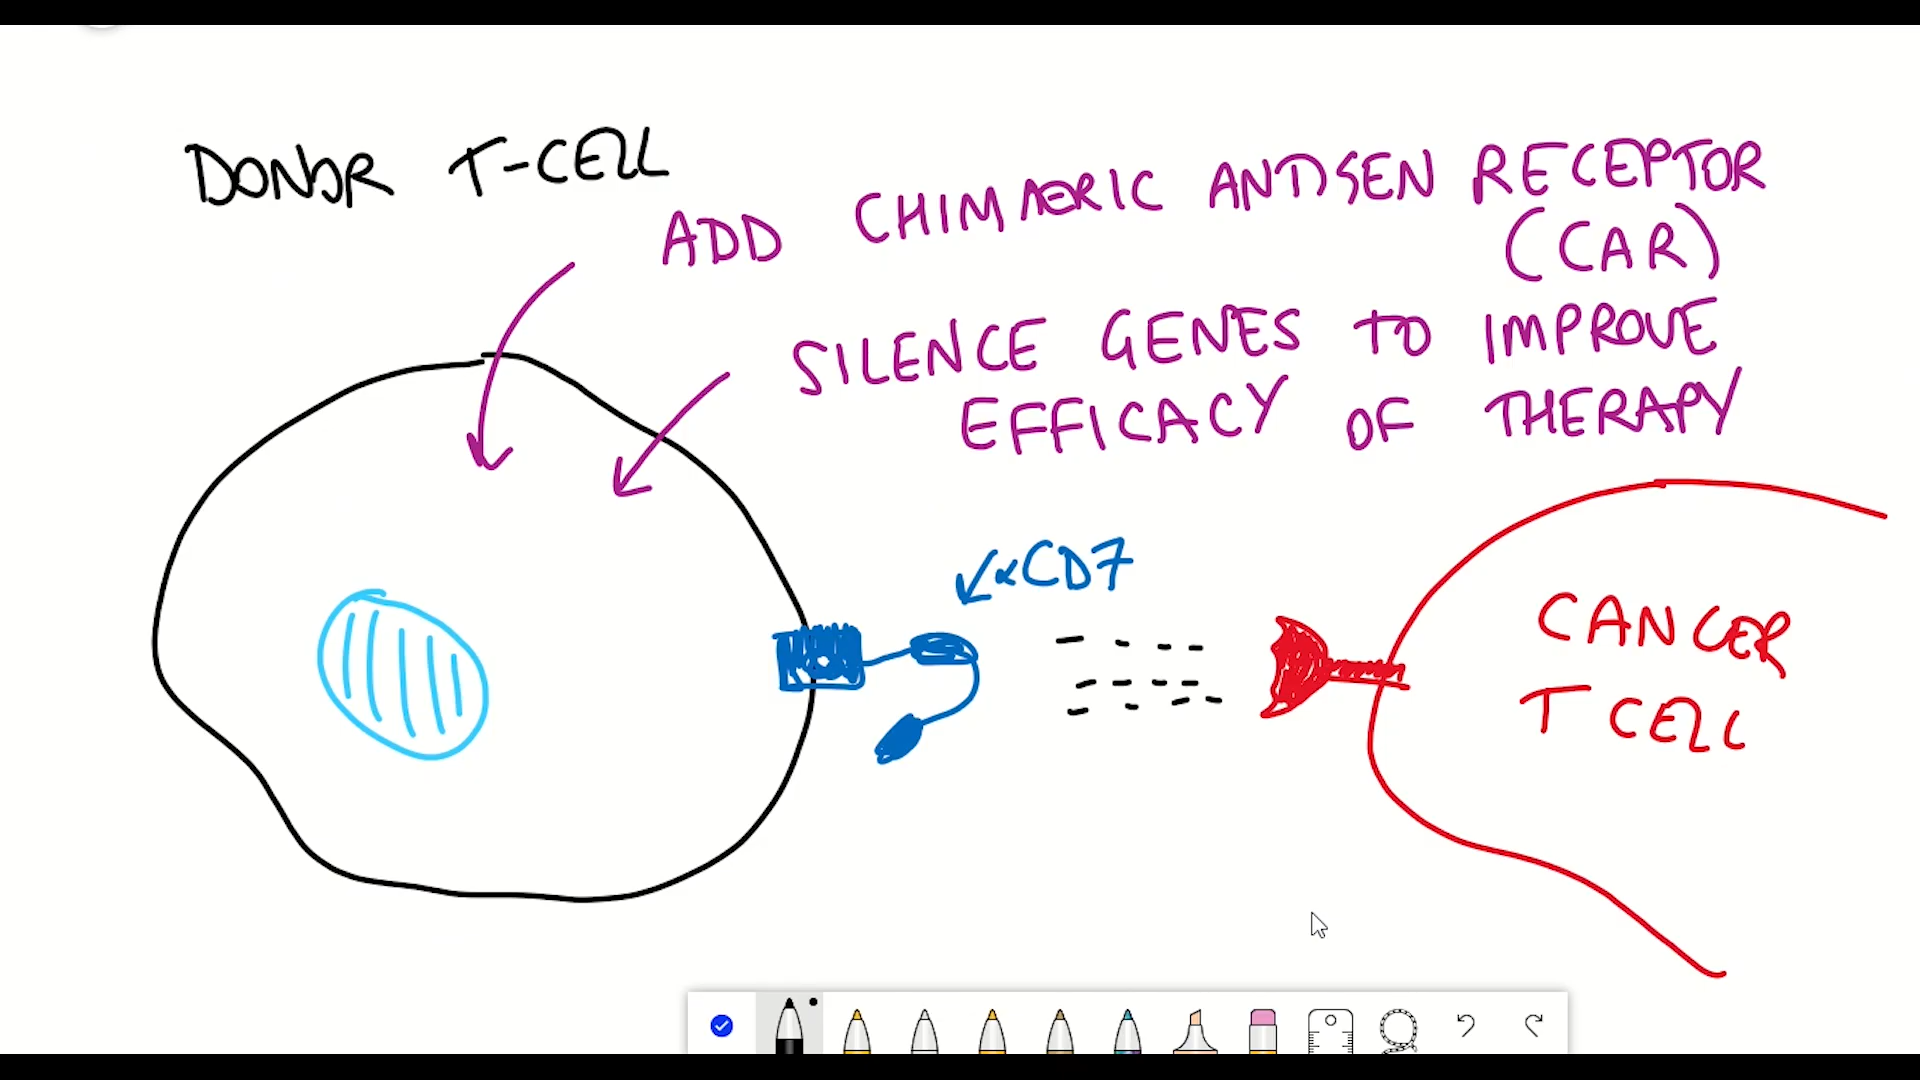 DONOR T-CELL
ADD CHIMAERIC ANTIGEN RECEPTOR
(CAR)
SILENCE GENES TO IMPROVE
EFFICACY OF THERAPY
αCD7
CANCER
T CELL